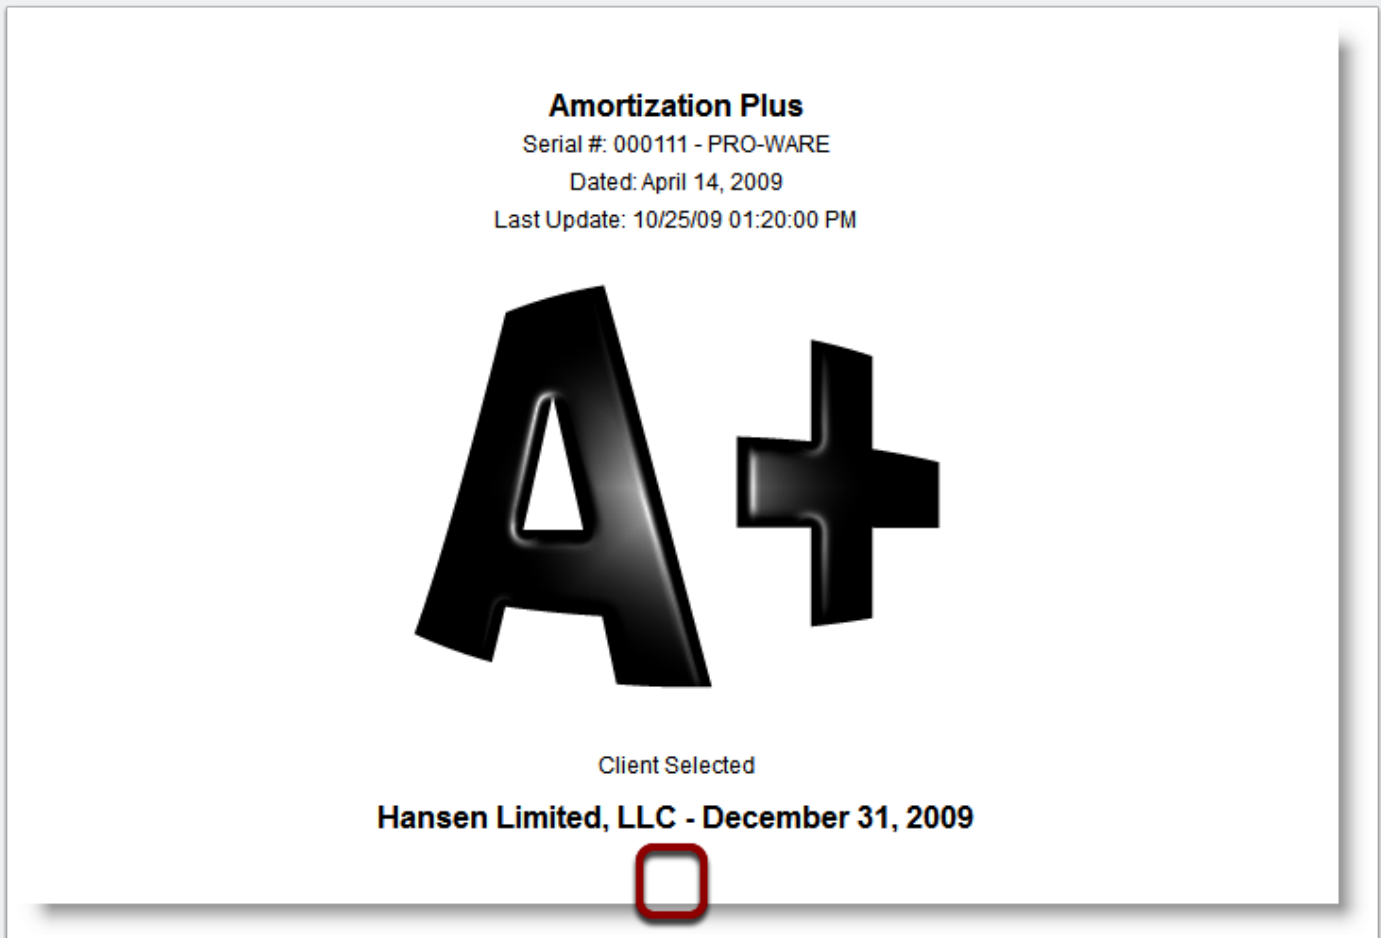 Amortization Plus
Serial #: 000111 - PRO-WARE
Dated: April 14, 2009
Last Update: 10/25/09 01:20:00 PM
A+
Client Selected
Hansen Limited, LLC - December 31, 2009